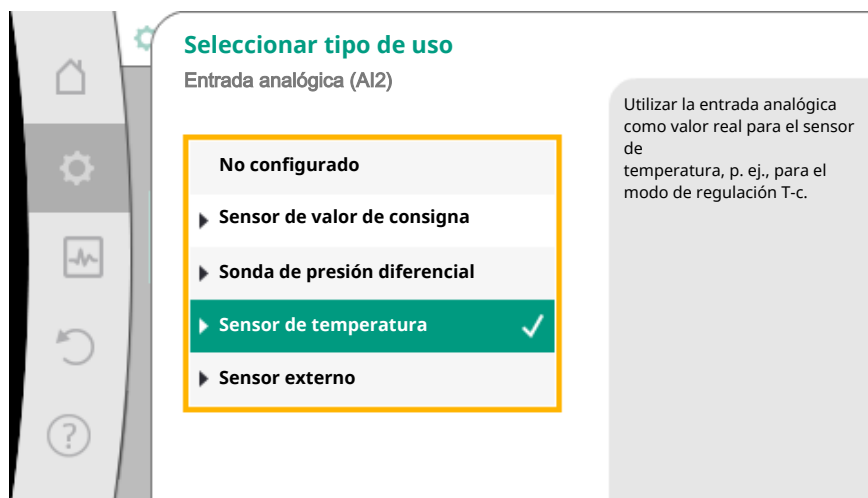 Seleccionar tipo de uso
Entrada analógica (AI2)
No configurado
Sensor de valor de consigna
Sonda de presión diferencial
Sensor de temperatura
Sensor externo
Utilizar la entrada analógica
como valor real para el sensor
de
temperatura, p. ej., para el
modo de regulación T-c.
?